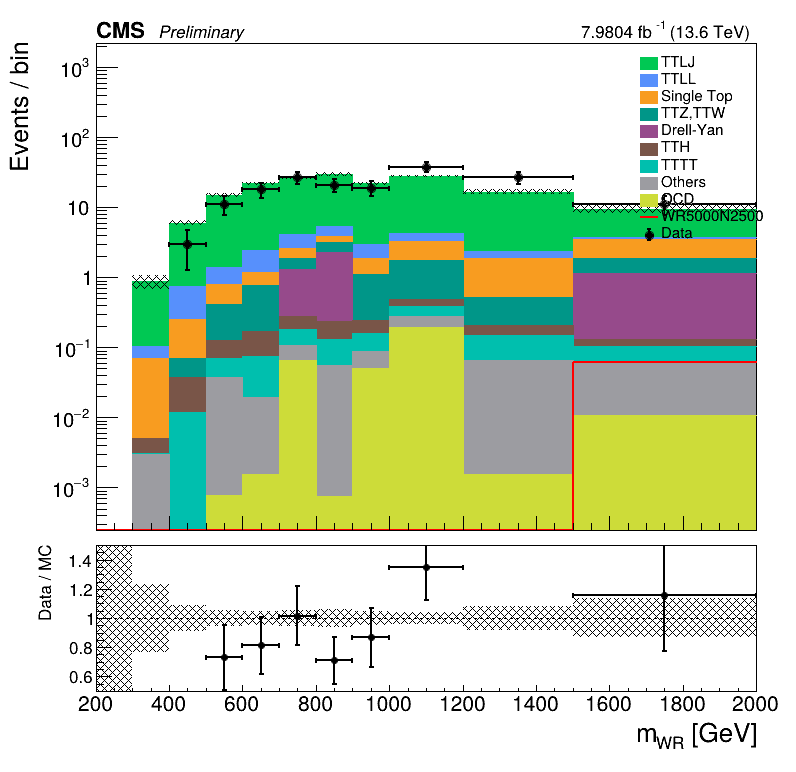 CMS Preliminary 7.9804 fb⁻¹ (13.6 TeV)
Events / bin
10³
10²
10
1
10⁻¹
10⁻²
10⁻³
TTLJ
TTLL
Single Top
TTZ,TTW
Drell-Yan
TTH
TTTT
Others
QCD
WR5000N2500
Data
Data / MC
1.4
1.2
1.0
0.8
0.6
200 400 600 800 1000 1200 1400 1600 1800 2000
m_WR [GeV]